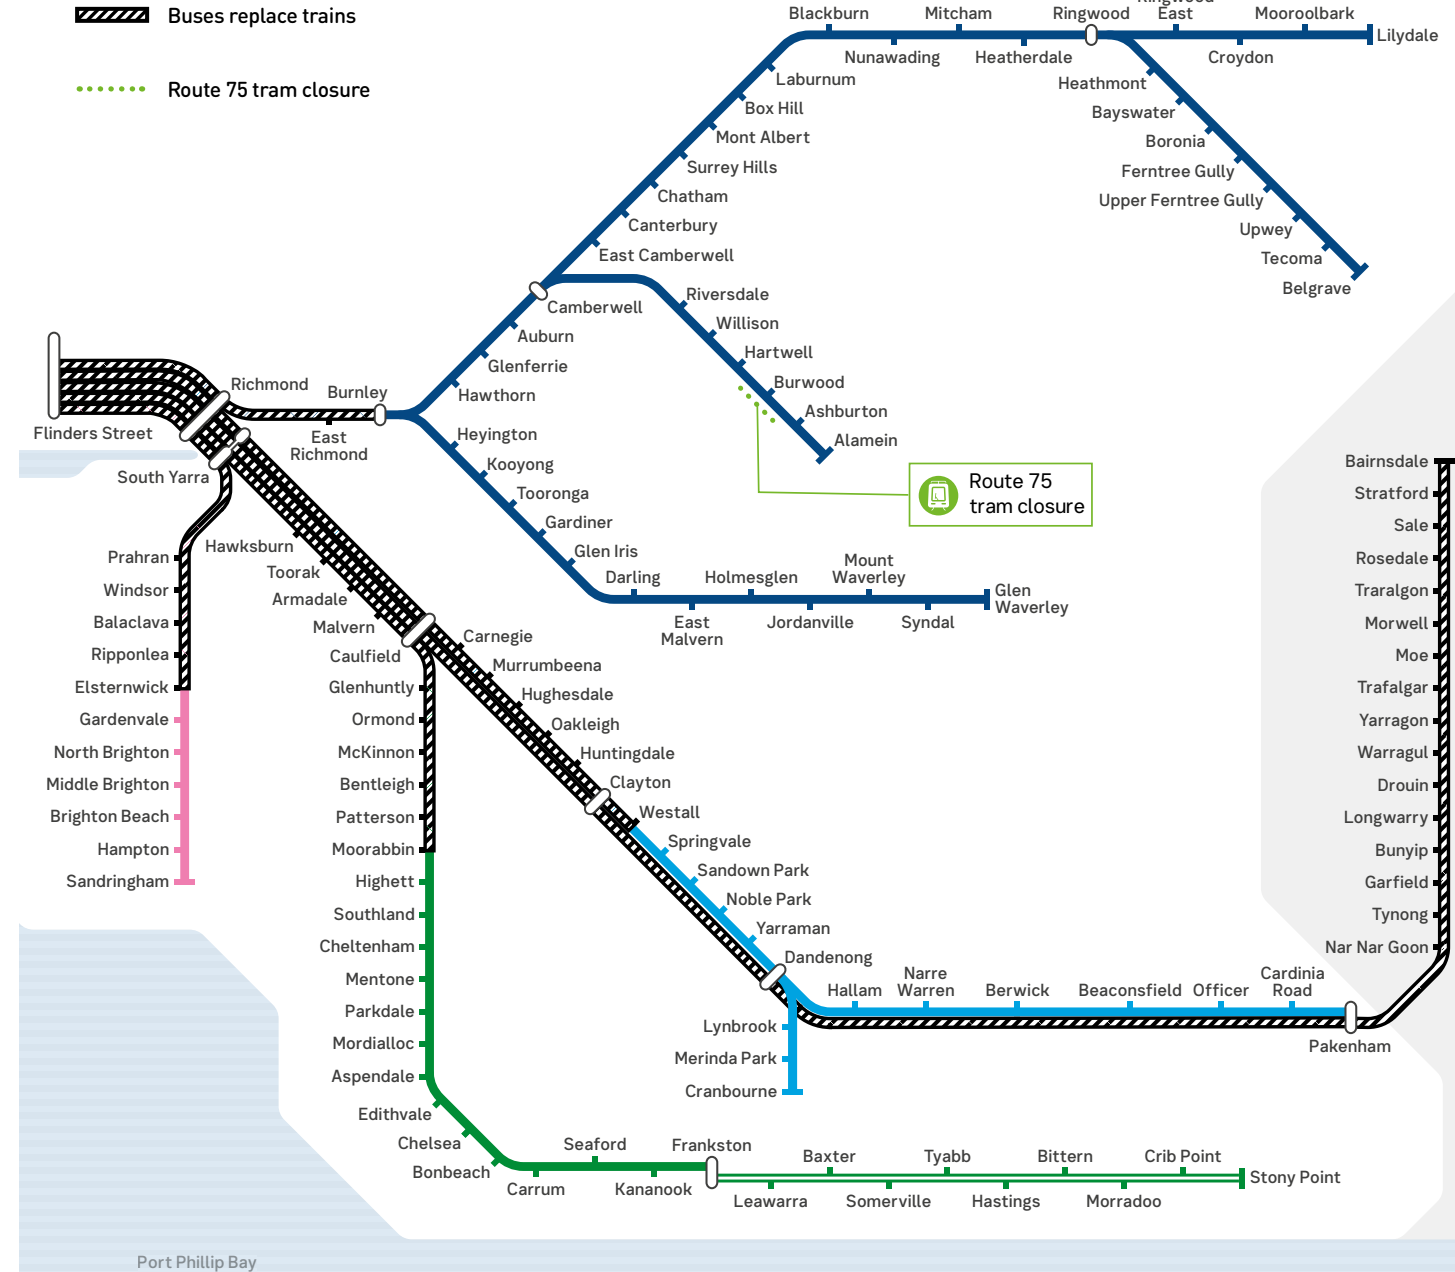 Buses replace trains
Route 75 tram closure
Blackburn
Mitcham
Ringwood
Ringwood
East
Mooroolbark
Lilydale
Nunawading
Heatherdale
Croydon
Laburnum
Box Hill
Mont Albert
Surrey Hills
Chatham
Canterbury
East Camberwell
Heathmont
Bayswater
Boronia
Ferntree Gully
Upper Ferntree Gully
Upwey
Tecoma
Belgrave
Camberwell
Auburn
Glenferrie
Hawthorn
Riversdale
Willison
Hartwell
Burwood
Ashburton
Alamein
Richmond
Burnley
Flinders Street
East
Richmond
South Yarra
Heyington
Kooyong
Tooronga
Gardiner
Glen Iris
Darling
Holmesglen
Mount
Waverley
Glen
Waverley
East
Malvern
Jordanville
Syndal
Route 75
tram closure
Prahran
Windsor
Balaclava
Ripponlea
Elsternwick
Gardenvale
North Brighton
Middle Brighton
Brighton Beach
Hampton
Sandringham
Hawksburn
Toorak
Armadale
Malvern
Caulfield
Glenhuntly
Ormond
McKinnon
Bentleigh
Patterson
Moorabbin
Highett
Southland
Cheltenham
Mentone
Parkdale
Mordialloc
Aspendale
Edithvale
Chelsea
Bonbeach
Carrum
Seaford
Kananook
Frankston
Leawarra
Baxter
Somerville
Tyabb
Hastings
Bittern
Morradoo
Crib Point
Stony Point
Carnegie
Murrumbeena
Hughesdale
Oakleigh
Huntingdale
Clayton
Westall
Springvale
Sandown Park
Noble Park
Yarraman
Dandenong
Lynbrook
Merinda Park
Cranbourne
Hallam
Narre
Warren
Berwick
Beaconsfield
Officer
Cardinia
Road
Pakenham
Bairnsdale
Stratford
Sale
Rosedale
Traralgon
Morwell
Moe
Trafalgar
Yarragon
Warragul
Drouin
Longwarry
Bunyip
Garfield
Tynong
Nar Nar Goon
Port Phillip Bay